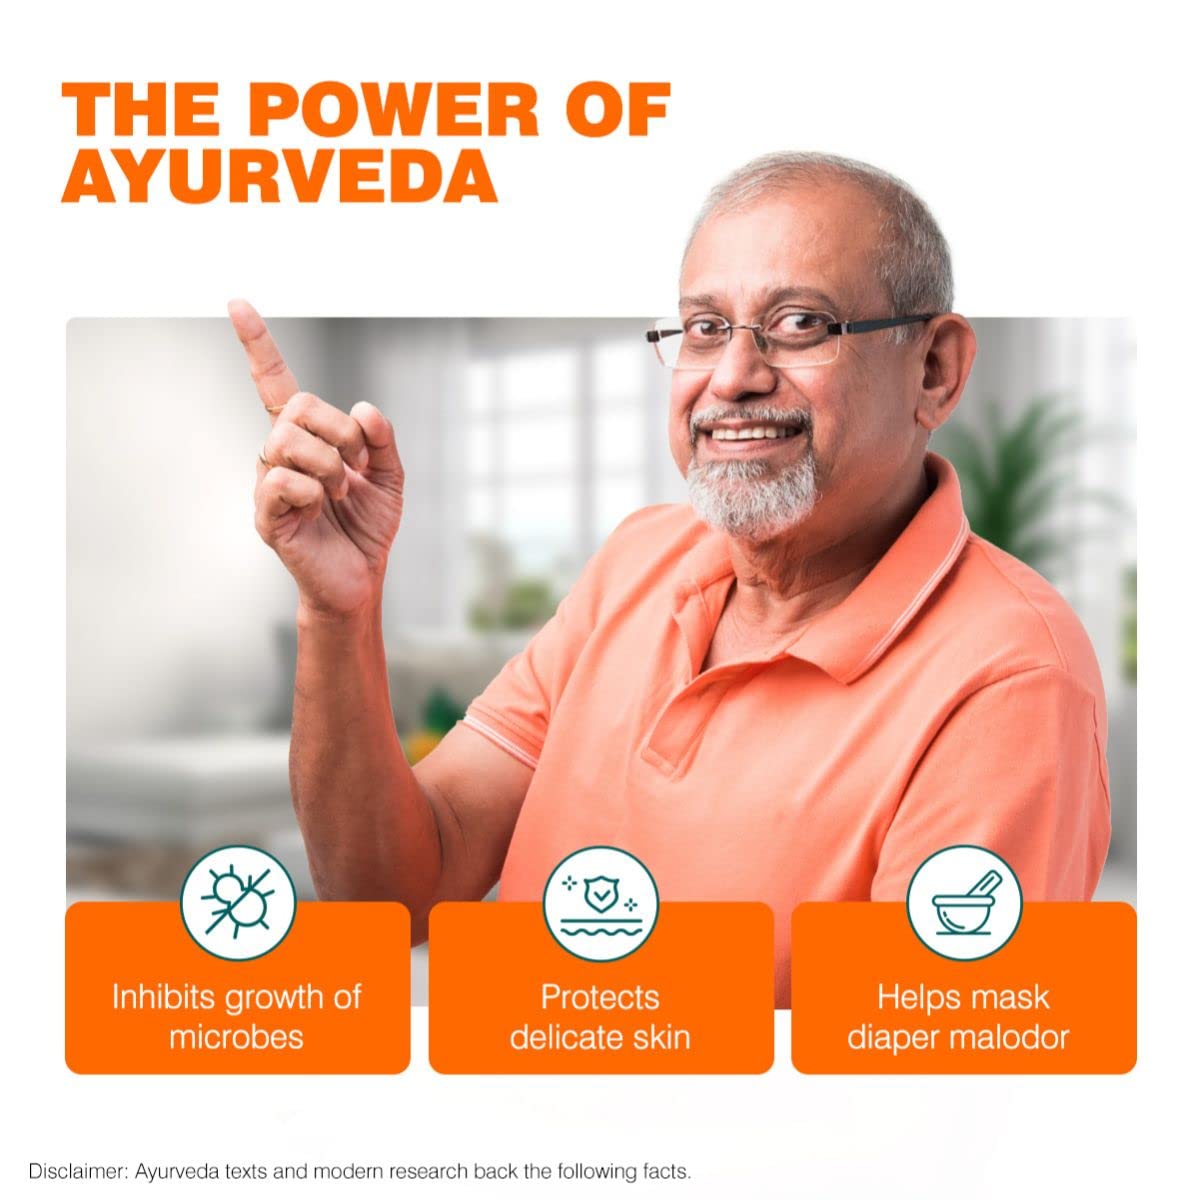 THE POWER OF
AYURVEDA
Inhibits growth of
microbes
Protects
delicate skin
Helps mask
diaper malodor
Disclaimer: Ayurveda texts and modern research back the following facts.